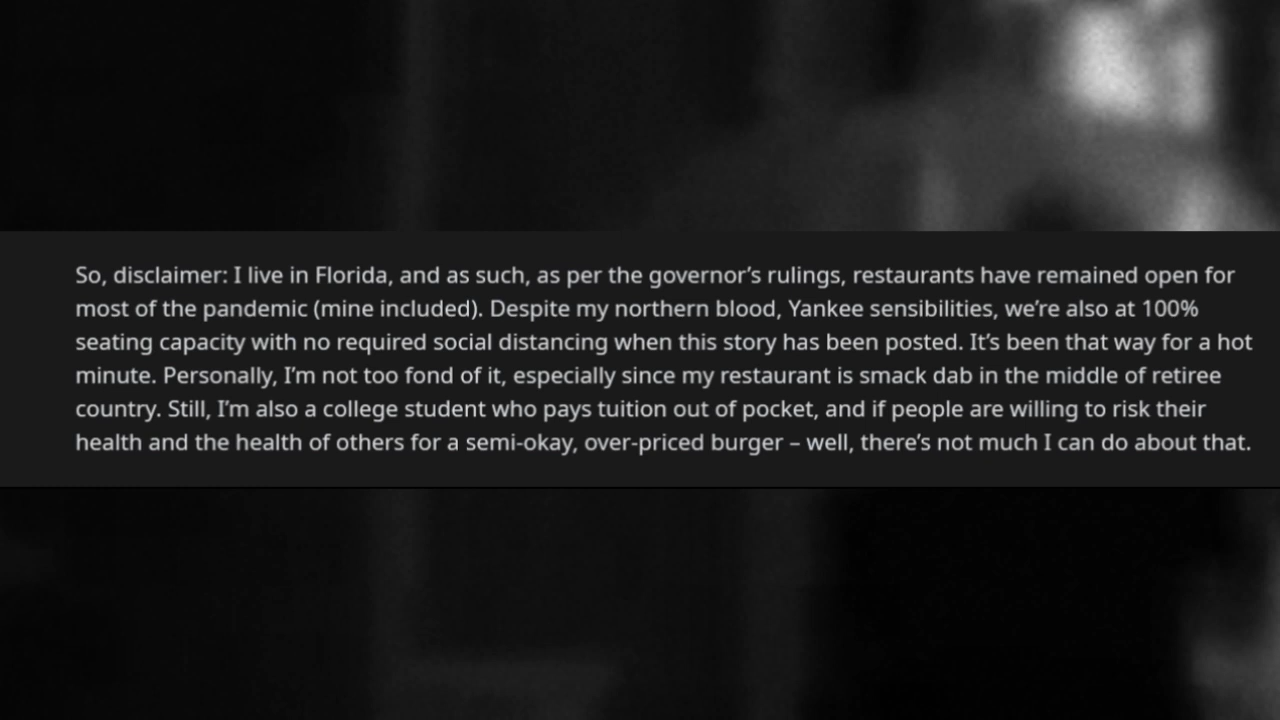 So, disclaimer: I live in Florida, and as such, as per the governor’s rulings, restaurants have remained open for
most of the pandemic (mine included). Despite my northern blood, Yankee sensibilities, we’re also at 100%
seating capacity with no required social distancing when this story has been posted. It’s been that way for a hot
minute. Personally, I’m not too fond of it, especially since my restaurant is smack dab in the middle of retiree
country. Still, I’m also a college student who pays tuition out of pocket, and if people are willing to risk their
health and the health of others for a semi-okay, over-priced burger – well, there’s not much I can do about that.